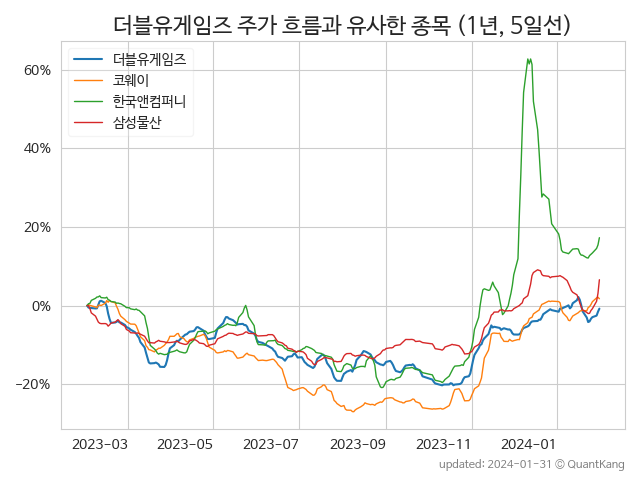 더블유게임즈 주가 흐름과 유사한 종목 (1년, 5일선)
더블유게임즈
코웨이
한국앤컴퍼니
삼성물산
60%
40%
20%
0%
−20%
2023−03 2023−05 2023−07 2023−09 2023−11 2024−01
updated: 2024−01−31 © QuantKang